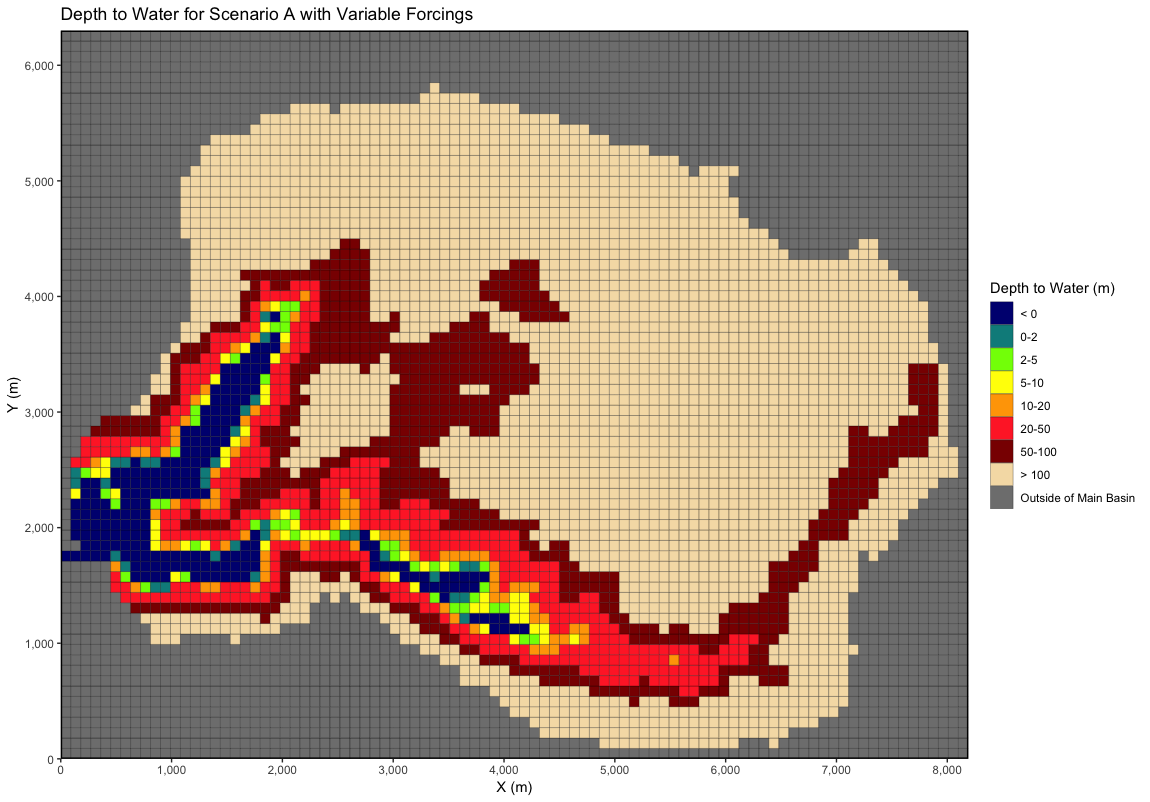 Depth to Water for Scenario A with Variable Forcings
6,000
5,000
4,000
3,000
2,000
1,000
0
Y (m)
0 1,000 2,000 3,000 4,000 5,000 6,000 7,000 8,000
X (m)
Depth to Water (m)
< 0
0-2
2-5
5-10
10-20
20-50
50-100
> 100
Outside of Main Basin